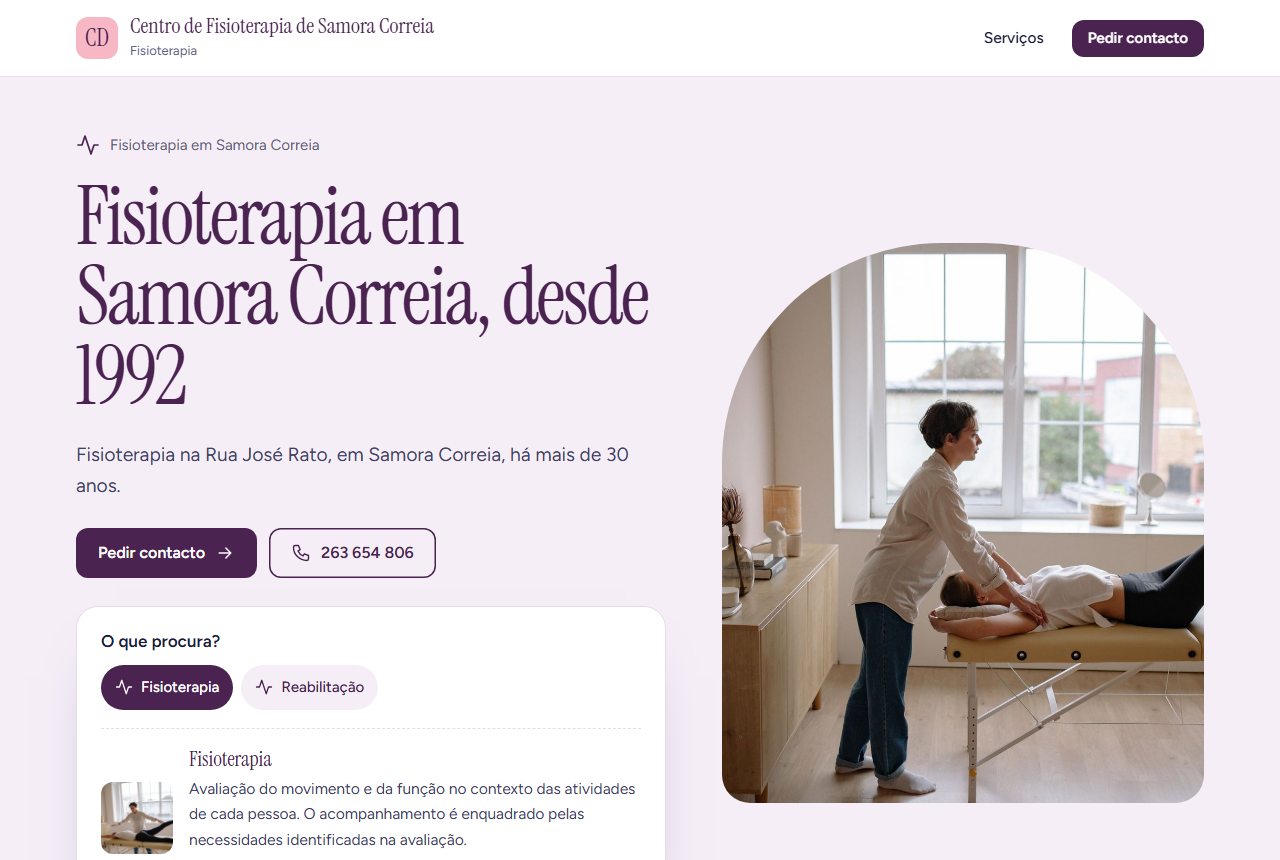 CD
Centro de Fisioterapia de Samora Correia
Fisioterapia
Serviços
Pedir contacto
Fisioterapia em Samora Correia
Fisioterapia em
Samora Correia, desde
1992
Fisioterapia na Rua José Rato, em Samora Correia, há mais de 30
anos.
Pedir contacto
263 654 806
O que procura?
Fisioterapia
Reabilitação
Fisioterapia
Avaliação do movimento e da função no contexto das atividades
de cada pessoa. O acompanhamento é enquadrado pelas
necessidades identificadas na avaliação.